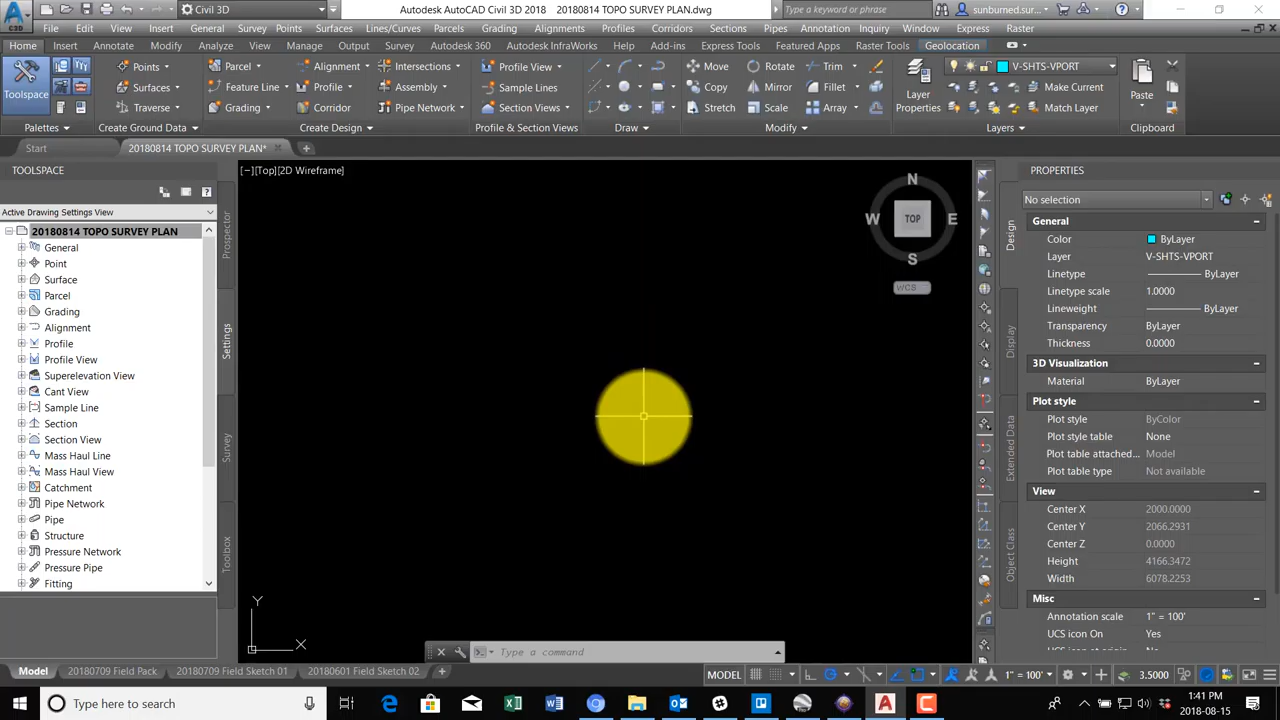 C3D
Civil 3D
Autodesk AutoCAD Civil 3D 2018 20180814 TOPO SURVEY PLAN.dwg
Type a keyword or phrase
sunburned.sur...
File Edit View Insert General Survey Points Surfaces Lines/Curves Parcels Grading Alignments Profiles Corridors Sections Pipes Annotation Inquiry Window Express Raster
Home Insert Annotate Modify Analyze View Manage Output Survey Autodesk 360 Autodesk InfraWorks Help Add-ins Express Tools Featured Apps Raster Tools Geolocation
Points Parcel Alignment Intersections Profile View Move Rotate Trim V-SHTS-VPORT
Toolspace Surfaces Feature Line Profile Assembly Sample Lines Copy Mirror Fillet Layer Properties Make Current Paste
Traverse Grading Corridor Pipe Network Section Views Stretch Scale Array Match Layer
Palettes Create Ground Data Create Design Profile & Section Views Draw Modify Layers Clipboard
Start 20180814 TOPO SURVEY PLAN*
TOOLSPACE
Active Drawing Settings View
20180814 TOPO SURVEY PLAN
General
Point
Surface
Parcel
Grading
Alignment
Profile
Profile View
Superelevation View
Cant View
Sample Line
Section
Section View
Mass Haul Line
Mass Haul View
Catchment
Pipe Network
Pipe
Structure
Pressure Network
Pressure Pipe
Fitting
Prospector
Settings
Survey
Toolbox
[−][Top][2D Wireframe]
N
W TOP E
S
WCS
Y
X
Type a command
PROPERTIES
No selection
General
Color ByLayer
Layer V-SHTS-VPORT
Linetype ByLayer
Linetype scale 1.0000
Lineweight ByLayer
Transparency ByLayer
Thickness 0.0000
3D Visualization
Material ByLayer
Plot style
Plot style ByColor
Plot style table None
Plot table attached... Model
Plot table type Not available
View
Center X 2000.0000
Center Y 2066.2931
Center Z 0.0000
Height 4166.3472
Width 6078.2253
Misc
Annotation scale 1" = 100'
UCS icon On Yes
Design
Display
Extended Data
Object Class
Model 20180709 Field Pack 20180709 Field Sketch 01 20180601 Field Sketch 02
MODEL 1" = 100' 3.5000
Type here to search
1:41 PM
2018-08-15